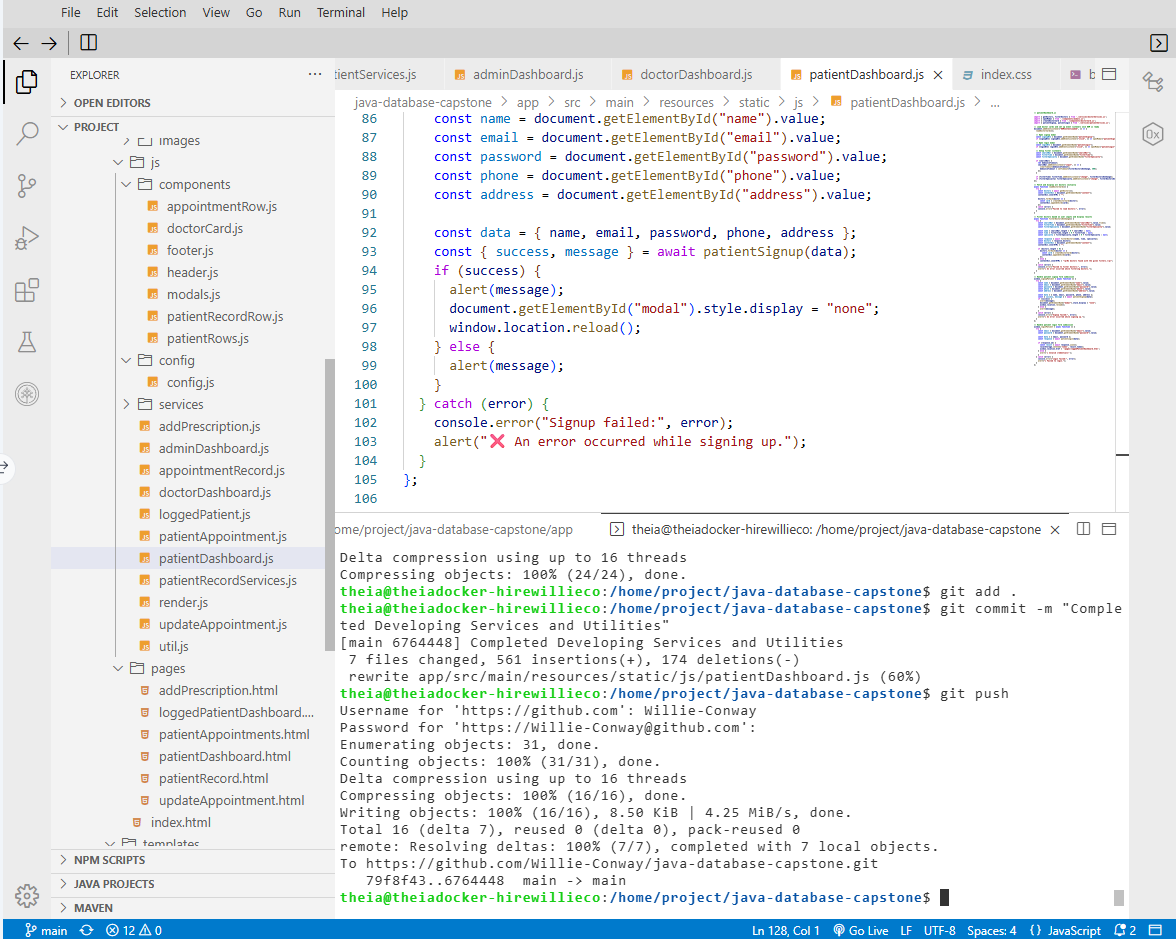 File Edit Selection View Go Run Terminal Help
EXPLORER ...
OPEN EDITORS
PROJECT
images
js
components
appointmentRow.js
doctorCard.js
footer.js
header.js
modals.js
patientRecordRow.js
patientRows.js
config
config.js
services
addPrescription.js
adminDashboard.js
appointmentRecord.js
doctorDashboard.js
loggedPatient.js
patientAppointment.js
patientDashboard.js
patientRecordServices.js
render.js
updateAppointment.js
util.js
pages
addPrescription.html
loggedPatientDashboard....
patientAppointments.html
patientDashboard.html
patientRecord.html
updateAppointment.html
index.html
templates
NPM SCRIPTS
JAVA PROJECTS
MAVEN
tientServices.js adminDashboard.js doctorDashboard.js patientDashboard.js index.css b
java-database-capstone > app > src > main > resources > static > js > patientDashboard.js > ...
86 const name = document.getElementById("name").value;
87 const email = document.getElementById("email").value;
88 const password = document.getElementById("password").value;
89 const phone = document.getElementById("phone").value;
90 const address = document.getElementById("address").value;
91
92 const data = { name, email, password, phone, address };
93 const { success, message } = await patientSignup(data);
94 if (success) {
95 alert(message);
96 document.getElementById("modal").style.display = "none";
97 window.location.reload();
98 } else {
99 alert(message);
100 }
101 } catch (error) {
102 console.error("Signup failed:", error);
103 alert("❌ An error occurred while signing up.");
104 }
105 };
106
ome/project/java-database-capstone/app theia@theiadocker-hirewillieco: /home/project/java-database-capstone
Delta compression using up to 16 threads
Compressing objects: 100% (24/24), done.
theia@theiadocker-hirewillieco:/home/project/java-database-capstone$ git add .
theia@theiadocker-hirewillieco:/home/project/java-database-capstone$ git commit -m "Comple
ted Developing Services and Utilities"
[main 6764448] Completed Developing Services and Utilities
7 files changed, 561 insertions(+), 174 deletions(-)
rewrite app/src/main/resources/static/js/patientDashboard.js (60%)
theia@theiadocker-hirewillieco:/home/project/java-database-capstone$ git push
Username for 'https://github.com': Willie-Conway
Password for 'https://Willie-Conway@github.com':
Enumerating objects: 31, done.
Counting objects: 100% (31/31), done.
Delta compression using up to 16 threads
Compressing objects: 100% (16/16), done.
Writing objects: 100% (16/16), 8.50 KiB | 4.25 MiB/s, done.
Total 16 (delta 7), reused 0 (delta 0), pack-reused 0
remote: Resolving deltas: 100% (7/7), completed with 7 local objects.
To https://github.com/Willie-Conway/java-database-capstone.git
79f8f43..6764448 main -> main
theia@theiadocker-hirewillieco:/home/project/java-database-capstone$
main 12 0 Ln 128, Col 1 Go Live LF UTF-8 Spaces: 4 {} JavaScript 2